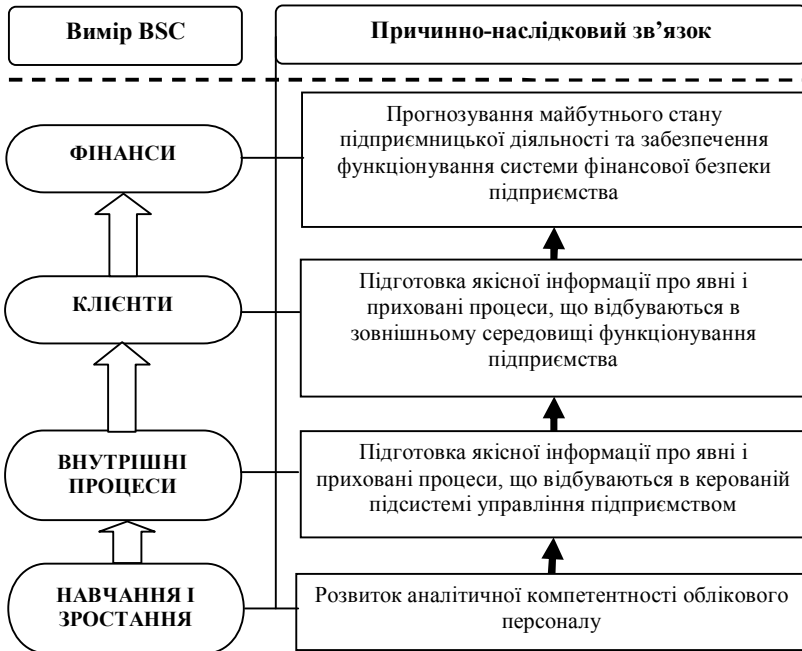 Вимір BSC
Причинно-наслідковий зв’язок
ФІНАНСИ
Прогнозування майбутнього стану
підприємницької діяльності та забезпечення
функціонування системи фінансової безпеки
підприємства
КЛІЄНТИ
Підготовка якісної інформації про явні і
приховані процеси, що відбуваються в
зовнішньому середовищі функціонування
підприємства
ВНУТРІШНІ
ПРОЦЕСИ
Підготовка якісної інформації про явні і
приховані процеси, що відбуваються в керованій
підсистемі управління підприємством
НАВЧАННЯ І
ЗРОСТАННЯ
Розвиток аналітичної компетентності облікового
персоналу